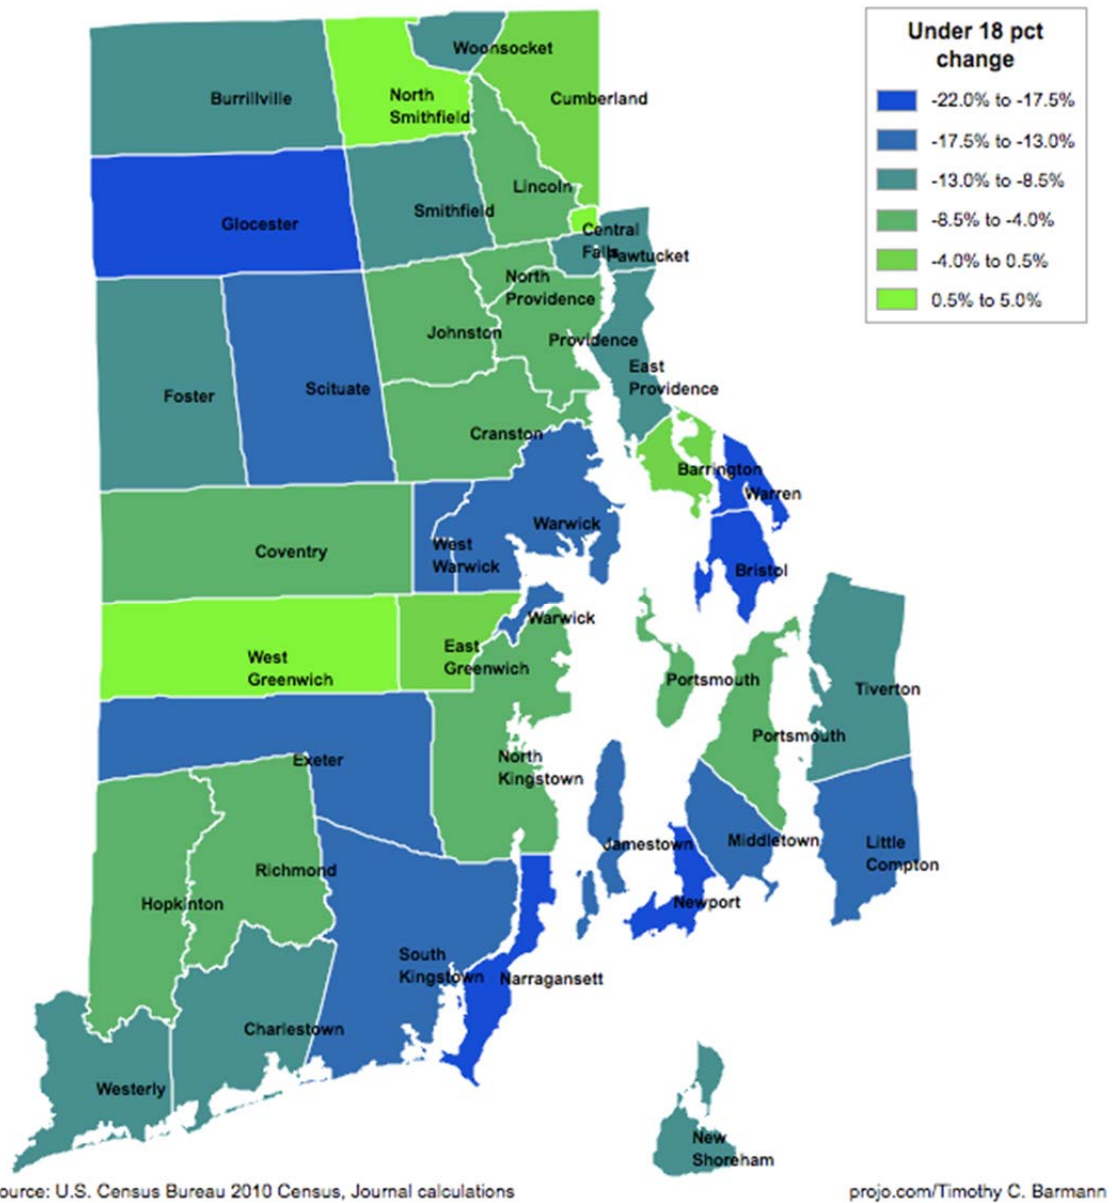 Under 18 pct
change
-22.0% to -17.5%
-17.5% to -13.0%
-13.0% to -8.5%
-8.5% to -4.0%
-4.0% to 0.5%
0.5% to 5.0%
Woonsocket
Burrillville
North
Smithfield
Cumberland
Lincoln
Glocester
Smithfield
Central
Falls
Pawtucket
North
Providence
Johnston
Providence
East
Providence
Foster
Scituate
Cranston
Barrington
Warren
Warwick
Coventry
West
Warwick
Bristol
Warwick
West
Greenwich
East
Greenwich
Portsmouth
Tiverton
Portsmouth
Exeter
North
Kingstown
Jamestown
Middletown
Little
Compton
Richmond
Hopkinton
Newport
South
Kingstown
Narragansett
Charlestown
Westerly
New
Shoreham
ource: U.S. Census Bureau 2010 Census, Journal calculations
projo.com/Timothy C. Barmann